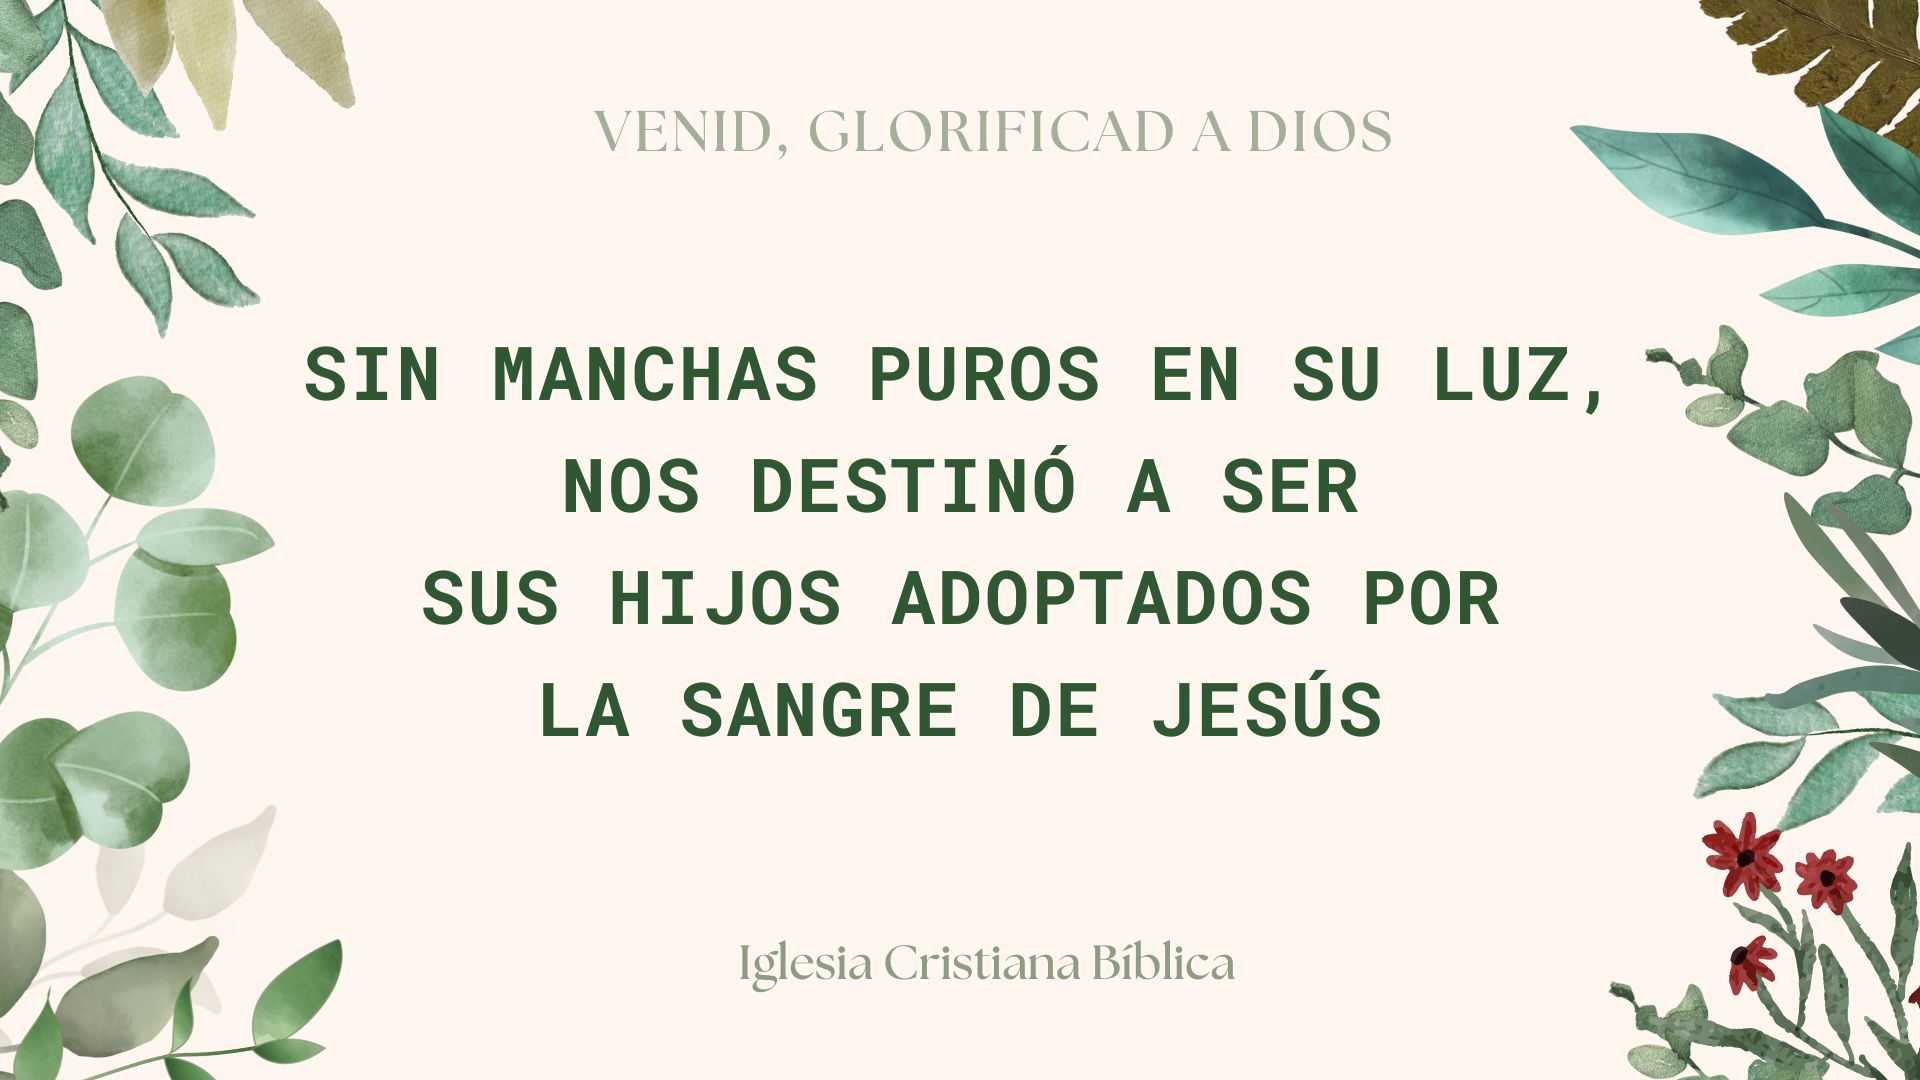 VENID, GLORIFICAD A DIOS
SIN MANCHAS PUROS EN SU LUZ,
NOS DESTINÓ A SER
SUS HIJOS ADOPTADOS POR
LA SANGRE DE JESÚS
Iglesia Cristiana Bíblica